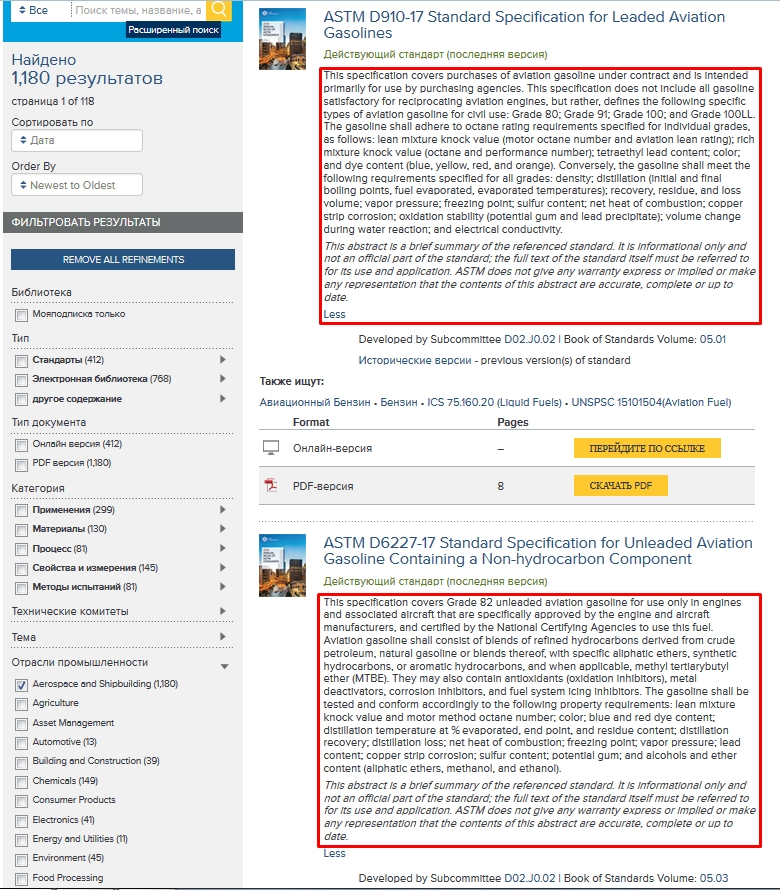 Все
Поиск темы, название, а
Расширенный поиск
Найдено
1,180 результатов
страница 1 of 118
Сортировать по
Дата
Order By
Newest to Oldest
ФИЛЬТРОВАТЬ РЕЗУЛЬТАТЫ
REMOVE ALL REFINEMENTS
Библиотека
Мояподписка только
Тип
Стандарты (412)
Электронная библиотека (768)
другое содержание
Тип документа
Онлайн версия (412)
PDF версия (1,180)
Категория
Применения (299)
Материалы (130)
Процесс (81)
Свойства и измерения (145)
Методы испытаний (81)
Технические комитеты
Тема
Отрасли промышленности
Aerospace and Shipbuilding (1,180)
Agriculture
Asset Management
Automotive (13)
Building and Construction (39)
Chemicals (149)
Consumer Products
Electronics (41)
Energy and Utilities (11)
Environment (45)
Food Processing
ASTM D910-17 Standard Specification for Leaded Aviation
Gasolines
Действующий стандарт (последняя версия)
This specification covers purchases of aviation gasoline under contract and is intended
primarily for use by purchasing agencies. This specification does not include all gasoline
satisfactory for reciprocating aviation engines, but rather, defines the following specific
types of aviation gasoline for civil use: Grade 80; Grade 91; Grade 100; and Grade 100LL.
The gasoline shall adhere to octane rating requirements specified for individual grades,
as follows: lean mixture knock value (motor octane number and aviation lean rating); rich
mixture knock value (octane and performance number); tetraethyl lead content; color;
and dye content (blue, yellow, red, and orange). Conversely, the gasoline shall meet the
following requirements specified for all grades: density; distillation (initial and final
boiling points, fuel evaporated, evaporated temperatures); recovery, residue, and loss
volume; vapor pressure; freezing point; sulfur content; net heat of combustion; copper
strip corrosion; oxidation stability (potential gum and lead precipitate); volume change
during water reaction; and electrical conductivity.
This abstract is a brief summary of the referenced standard. It is informational only and
not an official part of the standard; the full text of the standard itself must be referred to
for its use and application. ASTM does not give any warranty express or implied or make
any representation that the contents of this abstract are accurate, complete or up to
date.
Less
Developed by Subcommittee D02.J0.02 | Book of Standards Volume: 05.01
Исторические версии - previous version(s) of standard
Также ищут:
Авиационный Бензин • Бензин • ICS 75.160.20 (Liquid Fuels) • UNSPSC 15101504(Aviation Fuel)
Format Pages
Онлайн-версия – ПЕРЕЙДИТЕ ПО ССЫЛКЕ
PDF-версия 8 СКАЧАТЬ PDF
ASTM D6227-17 Standard Specification for Unleaded Aviation
Gasoline Containing a Non-hydrocarbon Component
Действующий стандарт (последняя версия)
This specification covers Grade 82 unleaded aviation gasoline for use only in engines
and associated aircraft that are specifically approved by the engine and aircraft
manufacturers, and certified by the National Certifying Agencies to use this fuel.
Aviation gasoline shall consist of blends of refined hydrocarbons derived from crude
petroleum, natural gasoline or blends thereof, with specific aliphatic ethers, synthetic
hydrocarbons, or aromatic hydrocarbons, and when applicable, methyl tertiarybutyl
ether (MTBE). They may also contain antioxidants (oxidation inhibitors), metal
deactivators, corrosion inhibitors, and fuel system icing inhibitors. The gasoline shall be
tested and conform accordingly to the following property requirements: lean mixture
knock value and motor method octane number; color; blue and red dye content;
distillation temperature at % evaporated, end point, and residue content; distillation
recovery; distillation loss; net heat of combustion; freezing point; vapor pressure; lead
content; copper strip corrosion; sulfur content; potential gum; and alcohols and ether
content (aliphatic ethers, methanol, and ethanol).
This abstract is a brief summary of the referenced standard. It is informational only and
not an official part of the standard; the full text of the standard itself must be referred to
for its use and application. ASTM does not give any warranty express or implied or make
any representation that the contents of this abstract are accurate, complete or up to
date.
Less
Developed by Subcommittee D02.J0.02 | Book of Standards Volume: 05.03